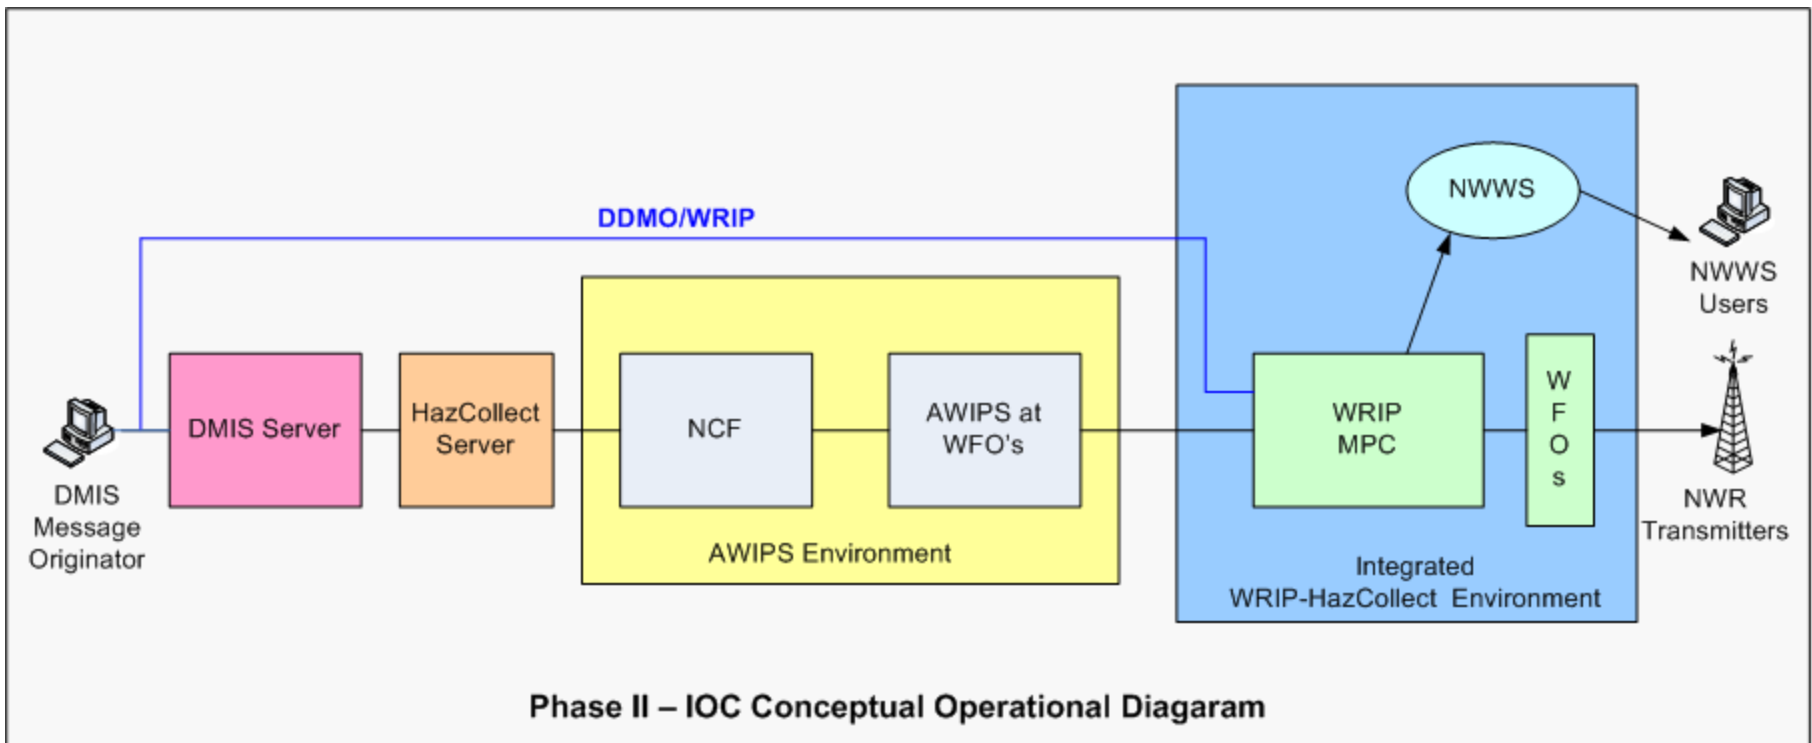 NWWS
DDMO/WRIP
NWWS
Users
DMIS Server
HazCollect
Server
NCF
AWIPS at
WFO's
WRIP
MPC
W
F
O
s
DMIS
Message
Originator
NWR
Transmitters
AWIPS Environment
Integrated
WRIP-HazCollect Environment
Phase II – IOC Conceptual Operational Diagaram